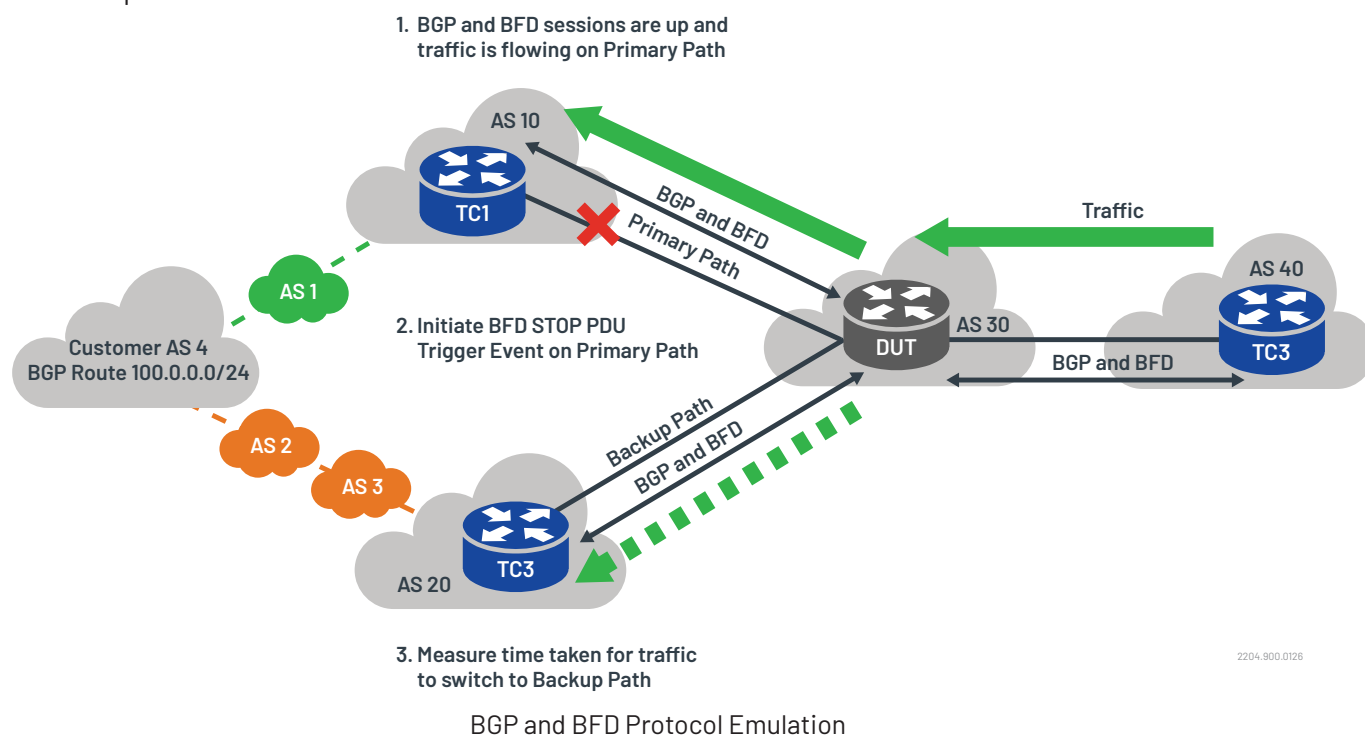 1. BGP and BFD sessions are up and
traffic is flowing on Primary Path
AS 10
TC1
BGP and BFD
Primary Path
Traffic
AS 40
TC3
AS 30
DUT
BGP and BFD
AS 1
Customer AS 4
BGP Route 100.0.0.0/24
2. Initiate BFD STOP PDU
Trigger Event on Primary Path
AS 2
AS 3
Backup Path
BGP and BFD
TC3
AS 20
3. Measure time taken for traffic
to switch to Backup Path
2204.900.0126
BGP and BFD Protocol Emulation